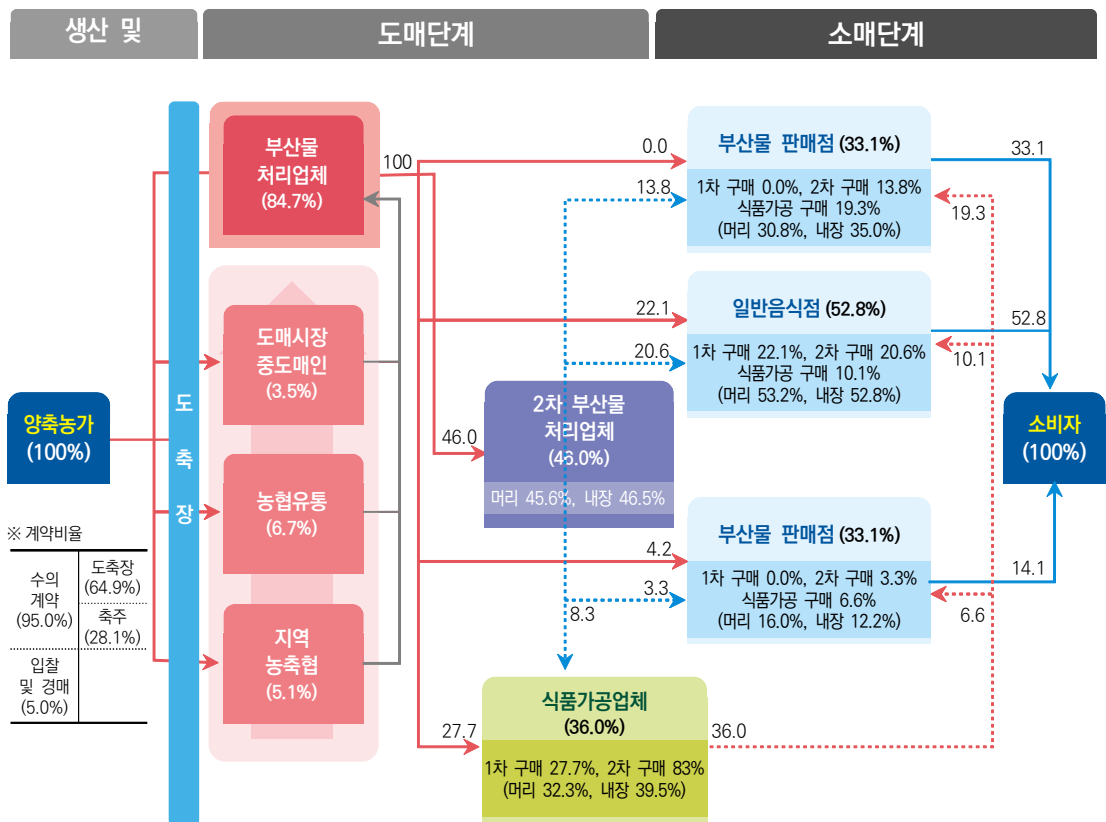 생산 및
도매단계
소매단계
양축농가
(100%)
※ 계약비율
수의
계약
(95.0%)
도축장
(64.9%)
축주
(28.1%)
입찰
및 경매
(5.0%)
도
축
장
부산물
처리업체
(84.7%)
100
도매시장
중도매인
(3.5%)
농협유통
(6.7%)
지역
농축협
(5.1%)
46.0
2차 부산물
처리업체
(46.0%)
머리 45.6%, 내장 46.5%
27.7
식품가공업체
(36.0%)
1차 구매 27.7%, 2차 구매 83%
(머리 32.3%, 내장 39.5%)
8.3
36.0
0.0
13.8
부산물 판매점 (33.1%)
1차 구매 0.0%, 2차 구매 13.8%
식품가공 구매 19.3%
(머리 30.8%, 내장 35.0%)
33.1
19.3
22.1
20.6
일반음식점 (52.8%)
1차 구매 22.1%, 2차 구매 20.6%
식품가공 구매 10.1%
(머리 53.2%, 내장 52.8%)
52.8
10.1
4.2
3.3
부산물 판매점 (33.1%)
1차 구매 0.0%, 2차 구매 3.3%
식품가공 구매 6.6%
(머리 16.0%, 내장 12.2%)
14.1
6.6
소비자
(100%)